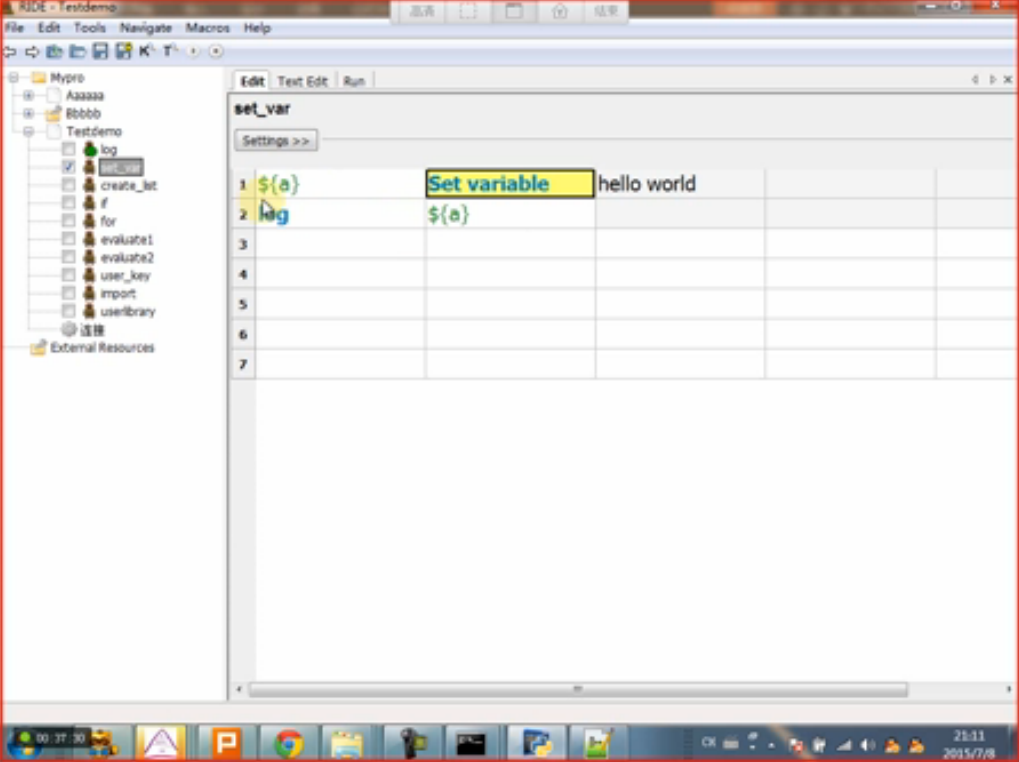 RIDE - Testdemo
高清 结束
File Edit Tools Navigate Macros Help
Mypro
Aaaaaa
Bbbbb
Testdemo
log
set_var
create_list
if
for
evaluate1
evaluate2
user_key
import
userlibrary
连接
External Resources
Edit Text Edit Run
set_var
Settings >>
1 ${a} Set variable hello world
2 log ${a}
3
4
5
6
7
00:37:30
CK
21:11
2015/7/8